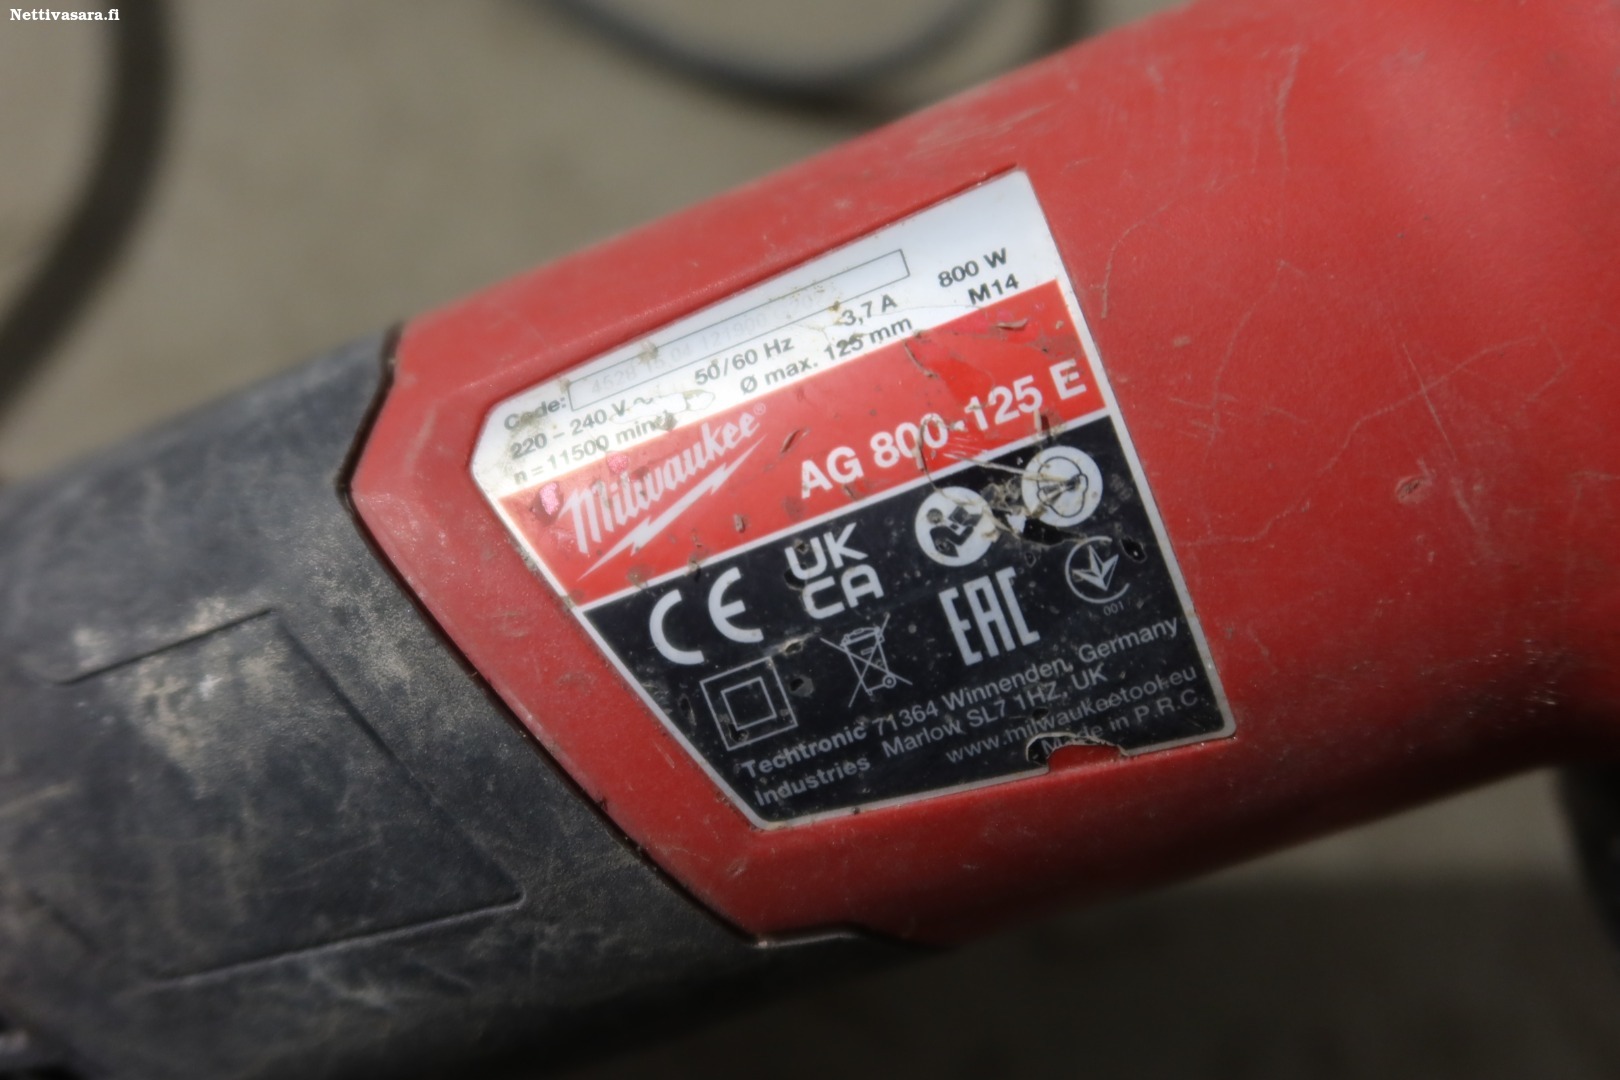 Nettivasara.fi
Code:
220 - 240 V ~ 50/60 Hz 3,7 A 800 W
n = 11500 min Ø max. 125 mm M14
Milwaukee®
AG 800-125 E
CE
UK
CA
EAC
001
Techtronic 71364 Winnenden, Germany
Industries Marlow SL7 1HZ, UK
www.milwaukeetool.eu
Made in P.R.C.